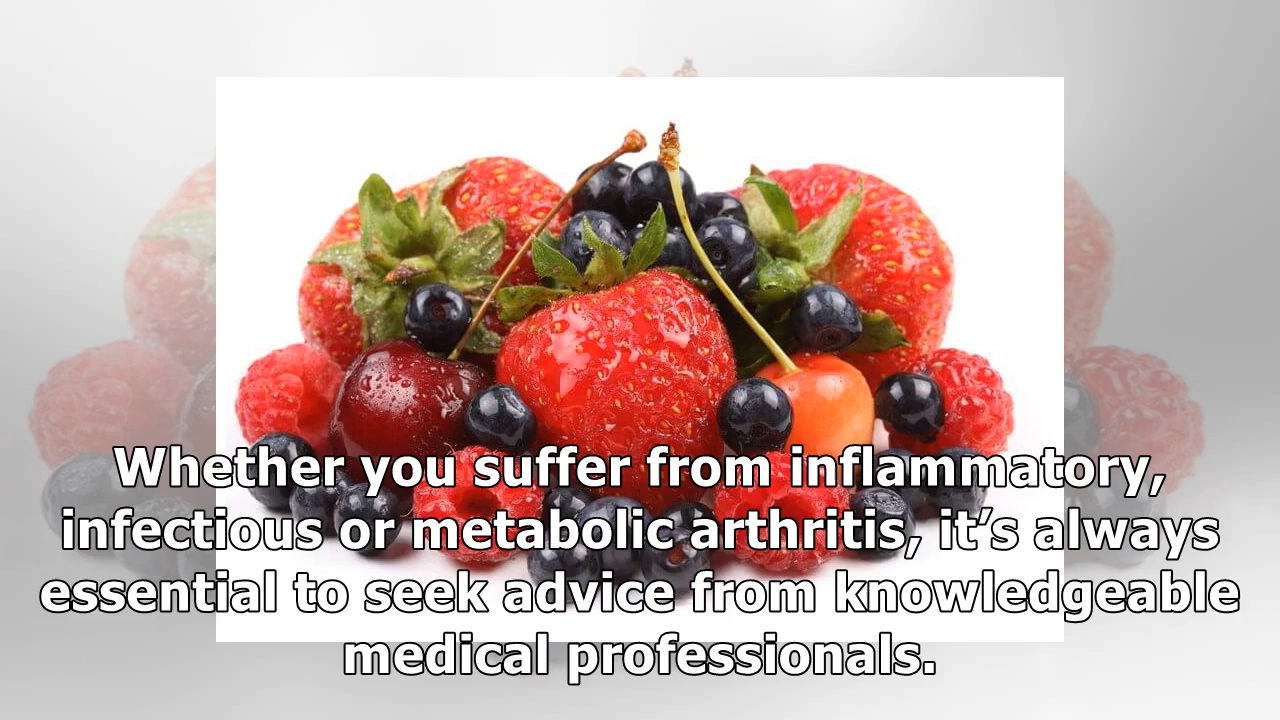 Whether you suffer from inflammatory,
infectious or metabolic arthritis, it’s always
essential to seek advice from knowledgeable
medical professionals.